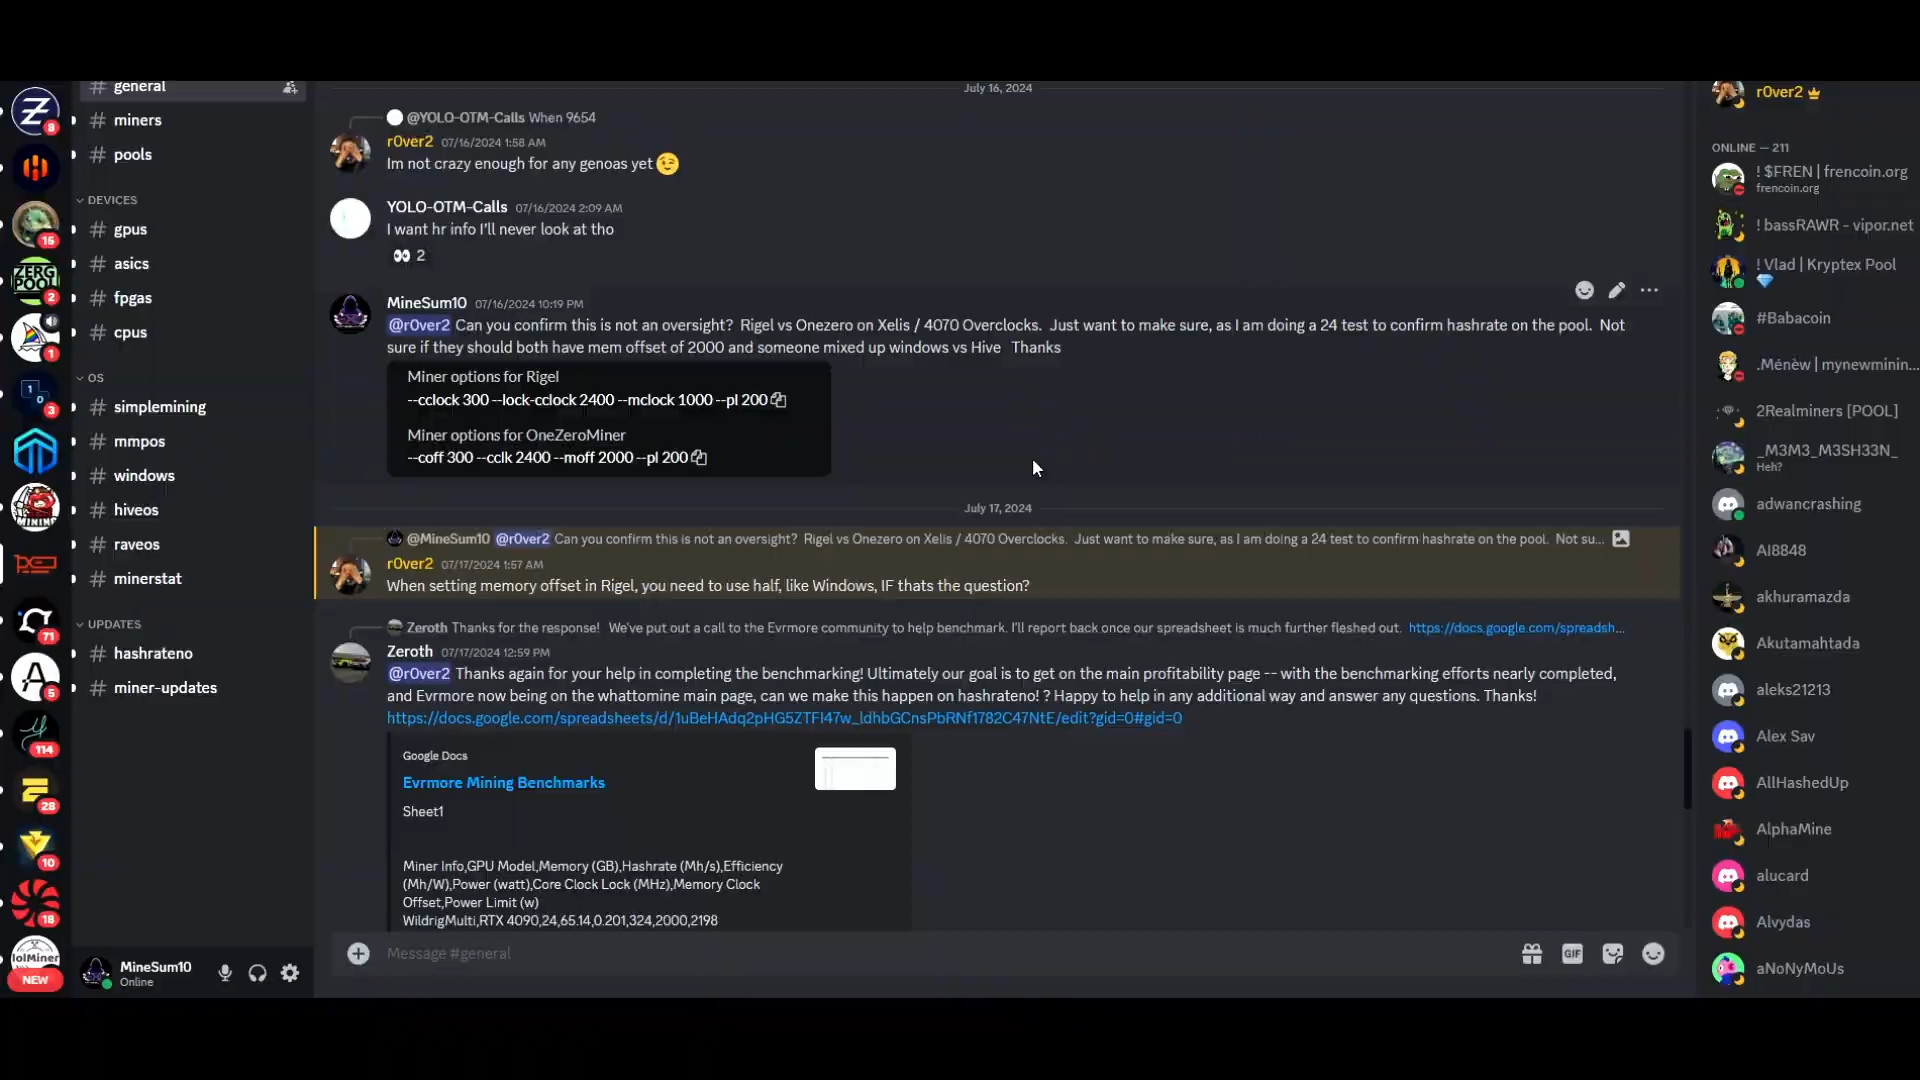 8
15
ZERG
POOL
2
1
1
0
3
MINING
71
5
114
28
10
18
lolMiner
NEW
# general
# miners
# pools
DEVICES
# gpus
# asics
# fpgas
# cpus
OS
# simplemining
# mmpos
# windows
# hiveos
# raveos
# minerstat
UPDATES
# hashrateno
# miner-updates
MineSum10
Online
July 16, 2024
@YOLO-OTM-Calls When 9654
r0ver2 07/16/2024 1:58 AM
Im not crazy enough for any genoas yet 😉
YOLO-OTM-Calls 07/16/2024 2:09 AM
I want hr info I'll never look at tho
👀 2
MineSum10 07/16/2024 10:19 PM
@r0ver2 Can you confirm this is not an oversight? Rigel vs Onezero on Xelis / 4070 Overclocks. Just want to make sure, as I am doing a 24 test to confirm hashrate on the pool. Not
sure if they should both have mem offset of 2000 and someone mixed up windows vs Hive Thanks
Miner options for Rigel
--cclock 300 --lock-cclock 2400 --mclock 1000 --pl 200
Miner options for OneZeroMiner
--coff 300 --cclk 2400 --moff 2000 --pl 200
July 17, 2024
@MineSum10 @r0ver2 Can you confirm this is not an oversight? Rigel vs Onezero on Xelis / 4070 Overclocks. Just want to make sure, as I am doing a 24 test to confirm hashrate on the pool. Not su...
r0ver2 07/17/2024 1:57 AM
When setting memory offset in Rigel, you need to use half, like Windows, IF thats the question?
Zeroth Thanks for the response! We've put out a call to the Evrmore community to help benchmark. I'll report back once our spreadsheet is much further fleshed out. https://docs.google.com/spreadsh...
Zeroth 07/17/2024 12:59 PM
@r0ver2 Thanks again for your help in completing the benchmarking! Ultimately our goal is to get on the main profitability page -- with the benchmarking efforts nearly completed,
and Evrmore now being on the whattomine main page, can we make this happen on hashrateno! ? Happy to help in any additional way and answer any questions. Thanks!
https://docs.google.com/spreadsheets/d/1uBeHAdq2pHG5ZTFI47w_ldhbGCnsPbRNf1782C47NtE/edit?gid=0#gid=0
Google Docs
Evrmore Mining Benchmarks
Sheet1
Miner Info,GPU Model,Memory (GB),Hashrate (Mh/s),Efficiency
(Mh/W),Power (watt),Core Clock Lock (MHz),Memory Clock
Offset,Power Limit (w)
WildrigMulti,RTX 4090,24,65.14,0.201,324,2000,2198
Message #general
GIF
r0ver2
ONLINE — 211
! $FREN | frencoin.org
frencoin.org
! bassRAWR - vipor.net
! Vlad | Kryptex Pool
#Babacoin
.Ménèw | mynewminin...
2Realminers [POOL]
_M3M3_M3SH33N_
Heh?
adwancrashing
AI8848
akhuramazda
Akutamahtada
aleks21213
Alex Sav
AllHashedUp
AlphaMine
alucard
Alvydas
aNoNyMoUs